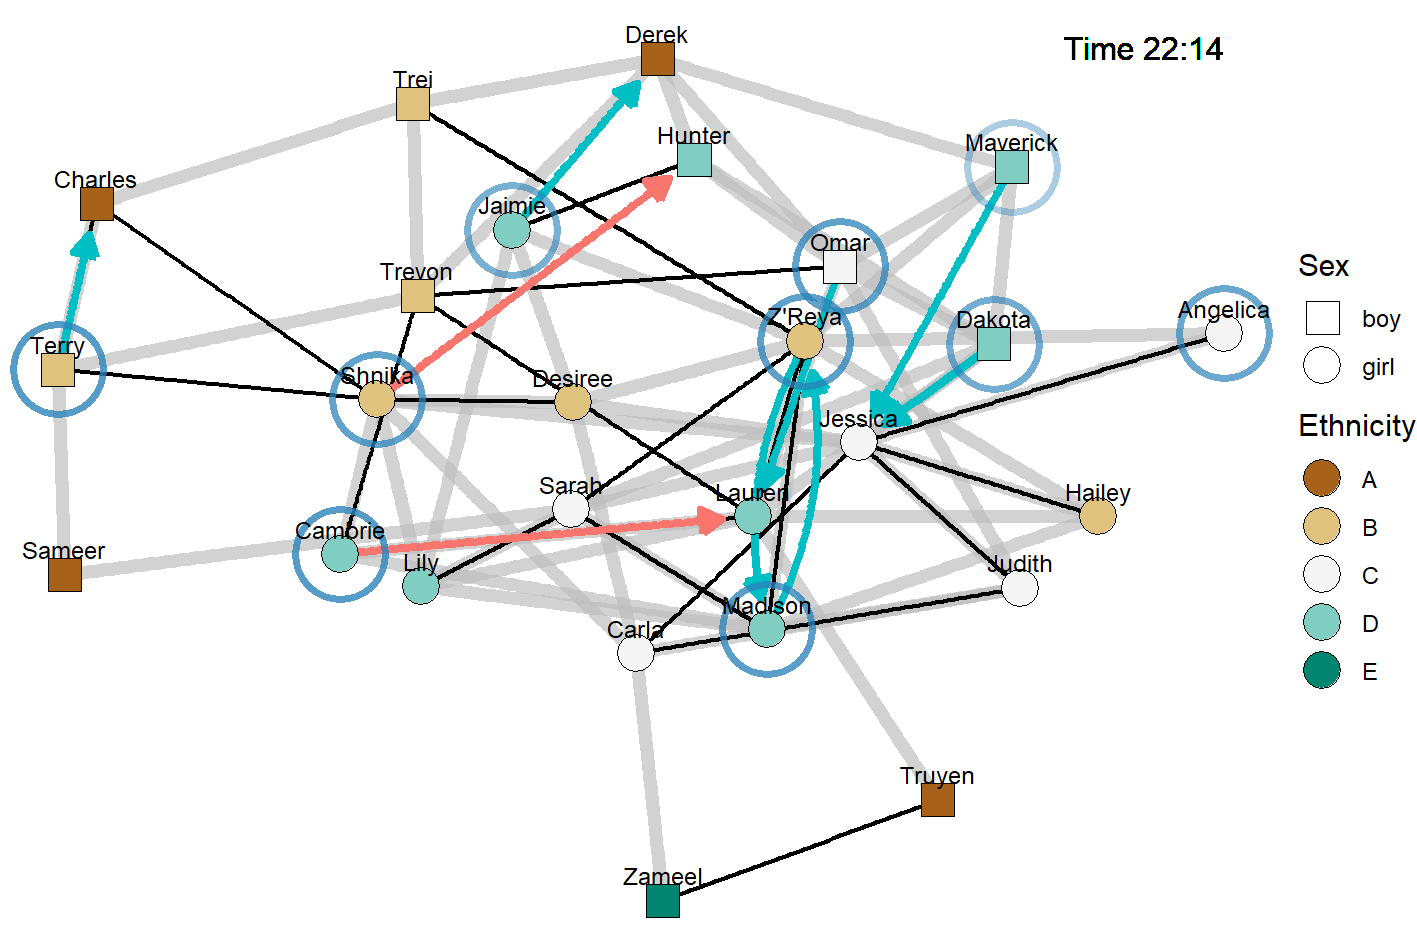 Derek
Time 22:14
Trei
Hunter
Maverick
Charles
Jaimie
Omar
Trevon
Angelica
Z'Reya
Dakota
Terry
Shnika
Desiree
Jessica
Sarah
Lauren
Hailey
Camorie
Sameer
Lily
Judith
Madison
Carla
Truyen
Zameel
Sex
boy
girl
Ethnicity
A
B
C
D
E